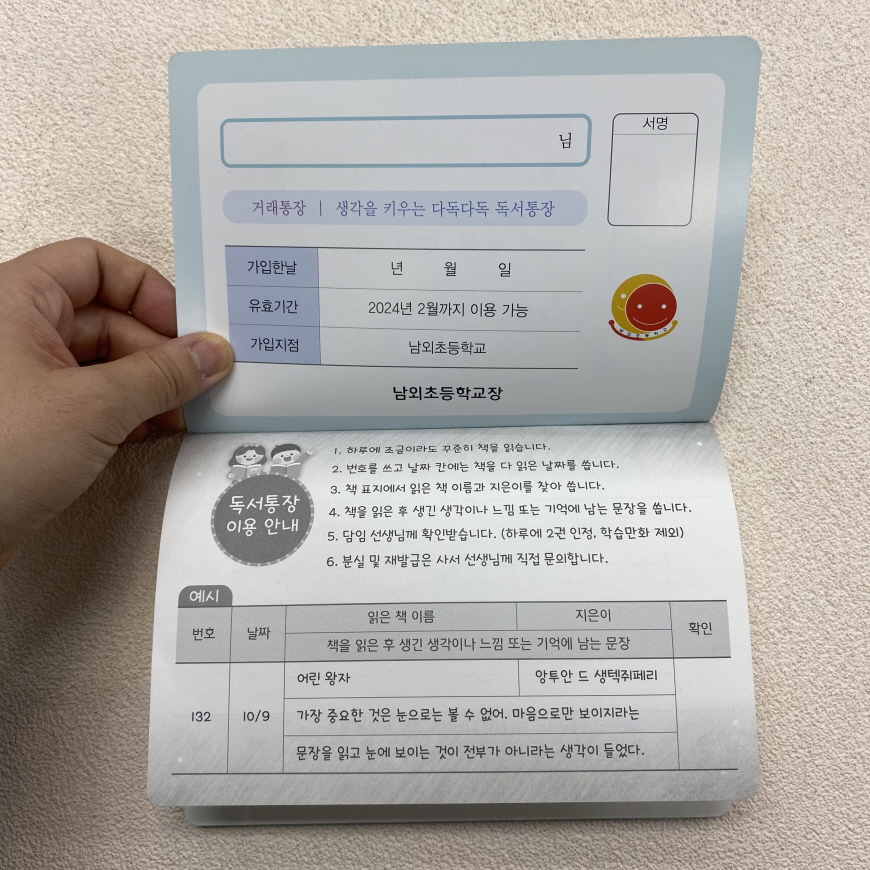 님
서명
거래통장 | 생각을 키우는 다독다독 독서통장
가입한날 년 월 일
유효기간 2024년 2월까지 이용 가능
가입지점 남외초등학교
남외초등학교
남외초등학교장
독서통장
이용 안내
1. 하루에 조금이라도 꾸준히 책을 읽습니다.
2. 번호를 쓰고 날짜 칸에는 책을 다 읽은 날짜를 씁니다.
3. 책 표지에서 읽은 책 이름과 지은이를 찾아 씁니다.
4. 책을 읽은 후 생긴 생각이나 느낌 또는 기억에 남는 문장을 씁니다.
5. 담임 선생님께 확인받습니다. (하루에 2권 인정, 학습만화 제외)
6. 분실 및 재발급은 사서 선생님께 직접 문의합니다.
예시
번호 날짜 읽은 책 이름 지은이 확인
책을 읽은 후 생긴 생각이나 느낌 또는 기억에 남는 문장
어린 왕자 앙투안 드 생텍쥐페리
132 10/9 가장 중요한 것은 눈으로는 볼 수 없어. 마음으로만 보이지라는
문장을 읽고 눈에 보이는 것이 전부가 아니라는 생각이 들었다.